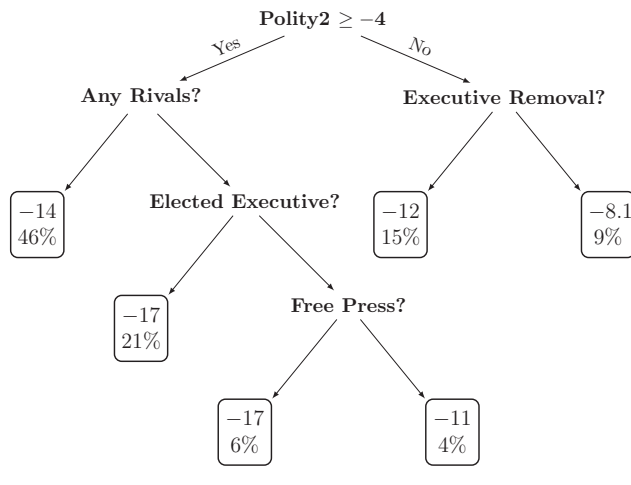 Polity2 ≥ −4
Yes
No
Any Rivals?
Executive Removal?
−14
46%
Elected Executive?
−12
15%
−8.1
9%
−17
21%
Free Press?
−17
6%
−11
4%